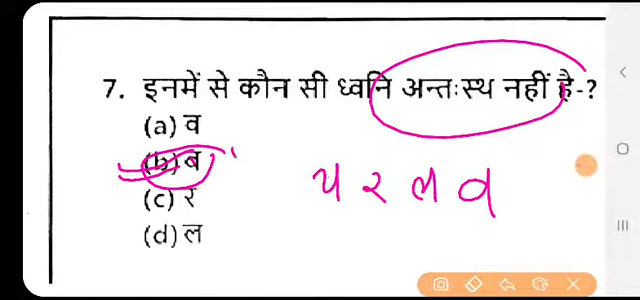 7. इनमें से कौन सी ध्वनि अन्तःस्थ नहीं है-?
(a) व
(b) ब
(c) र
(d) ल
य र ल व